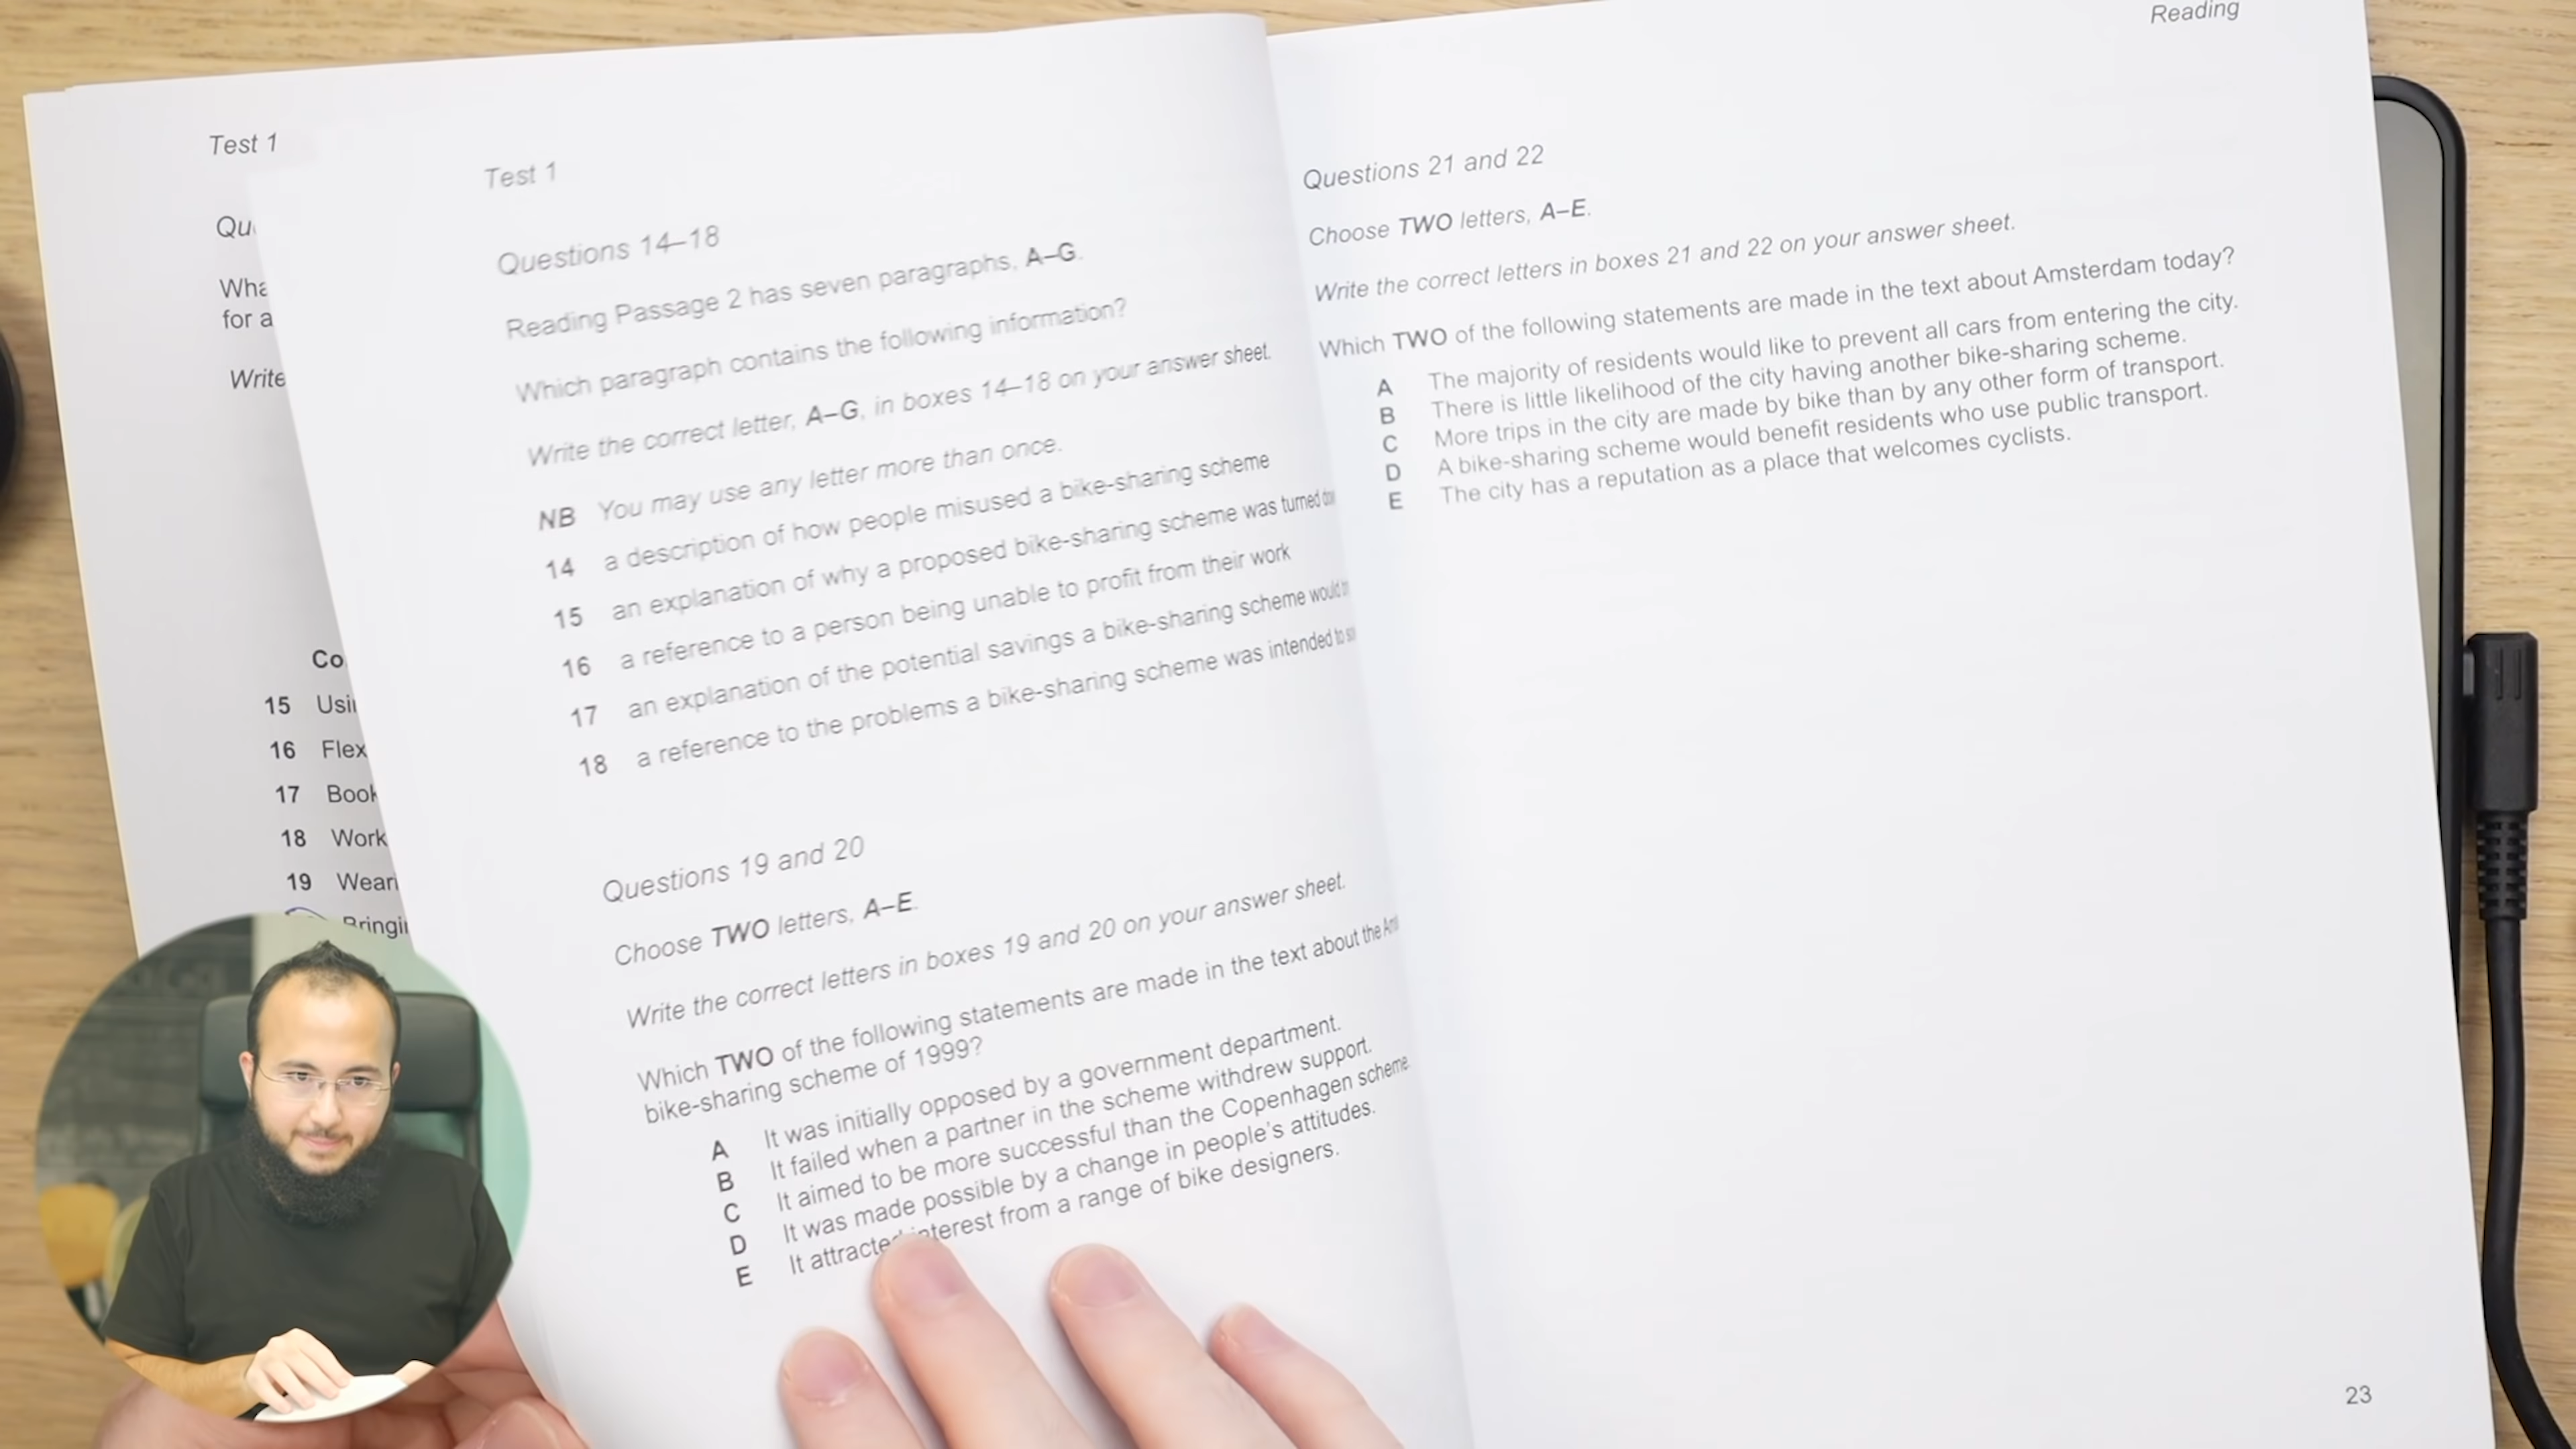 Test 1
Qu
Wha
for a
Write
Co
15 Usi
16 Flex
17 Book
18 Work
19 Wearı
Bringi
Test 1
Questions 14–18
Reading Passage 2 has seven paragraphs, A–G.
Which paragraph contains the following information?
Write the correct letter, A–G, in boxes 14–18 on your answer sheet.
NB You may use any letter more than once.
14 a description of how people misused a bike-sharing scheme
15 an explanation of why a proposed bike-sharing scheme was turned
16 a reference to a person being unable to profit from their work
17 an explanation of the potential savings a bike-sharing scheme would
18 a reference to the problems a bike-sharing scheme was intended to
Questions 19 and 20
Choose TWO letters, A–E.
Write the correct letters in boxes 19 and 20 on your answer sheet.
Which TWO of the following statements are made in the text about the
bike-sharing scheme of 1999?
A It was initially opposed by a government department.
B It failed when a partner in the scheme withdrew support.
C It aimed to be more successful than the Copenhagen scheme.
D It was made possible by a change in people's attitudes.
E It attracted interest from a range of bike designers.
Reading
Questions 21 and 22
Choose TWO letters, A–E.
Write the correct letters in boxes 21 and 22 on your answer sheet.
Which TWO of the following statements are made in the text about Amsterdam today?
A The majority of residents would like to prevent all cars from entering the city.
B There is little likelihood of the city having another bike-sharing scheme.
C More trips in the city are made by bike than by any other form of transport.
D A bike-sharing scheme would benefit residents who use public transport.
E The city has a reputation as a place that welcomes cyclists.
23